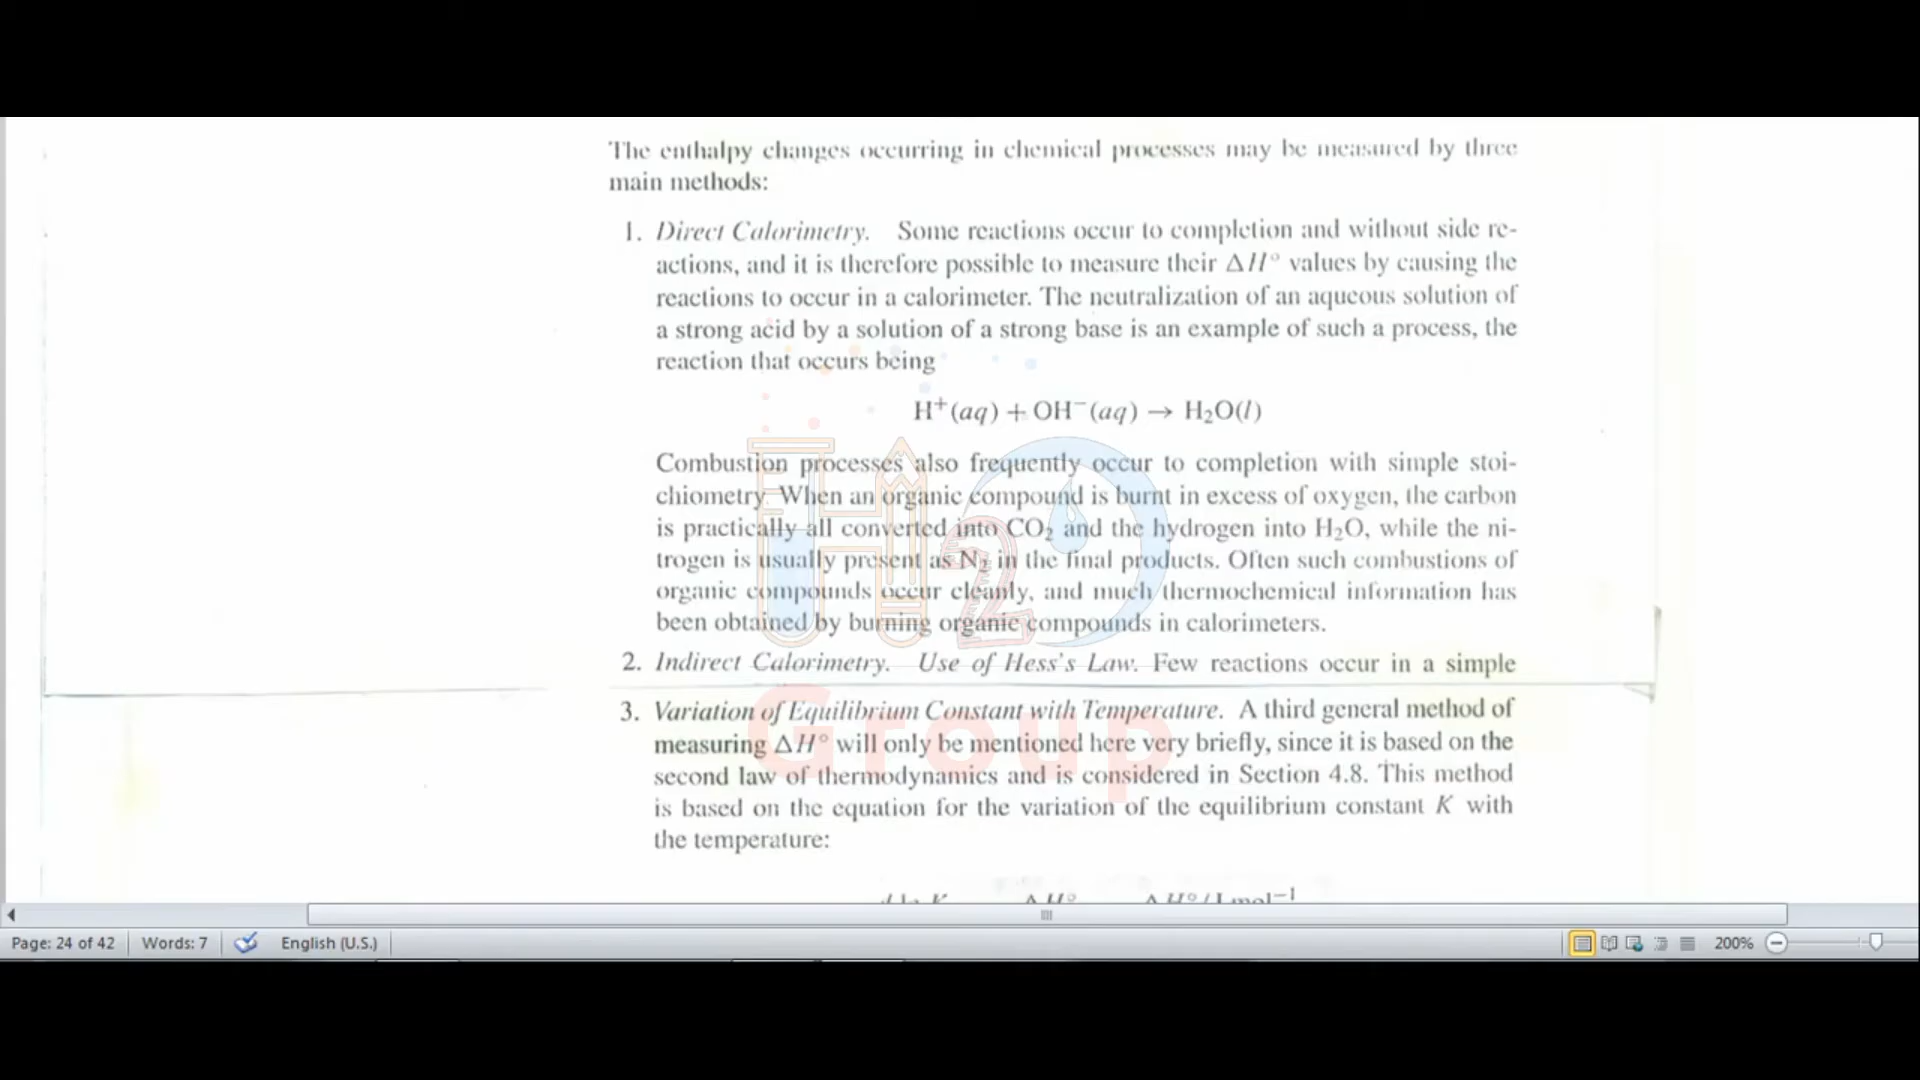 The enthalpy changes occurring in chemical processes may be measured by three
main methods:
1. Direct Calorimetry. Some reactions occur to completion and without side re-
actions, and it is therefore possible to measure their ΔH° values by causing the
reactions to occur in a calorimeter. The neutralization of an aqueous solution of
a strong acid by a solution of a strong base is an example of such a process, the
reaction that occurs being
H⁺(aq) + OH⁻(aq) → H₂O(l)
Combustion processes also frequently occur to completion with simple stoi-
chiometry. When an organic compound is burnt in excess of oxygen, the carbon
is practically all converted into CO₂ and the hydrogen into H₂O, while the ni-
trogen is usually present as N₂ in the final products. Often such combustions of
organic compounds occur cleanly, and much thermochemical information has
been obtained by burning organic compounds in calorimeters.
2. Indirect Calorimetry. Use of Hess's Law. Few reactions occur in a simple
3. Variation of Equilibrium Constant with Temperature. A third general method of
measuring ΔH° will only be mentioned here very briefly, since it is based on the
second law of thermodynamics and is considered in Section 4.8. This method
is based on the equation for the variation of the equilibrium constant K with
the temperature:
d ln K ΔH° ΔH°/J mol⁻¹
H2O
Group
Page: 24 of 42 Words: 7 English (U.S.) 200%